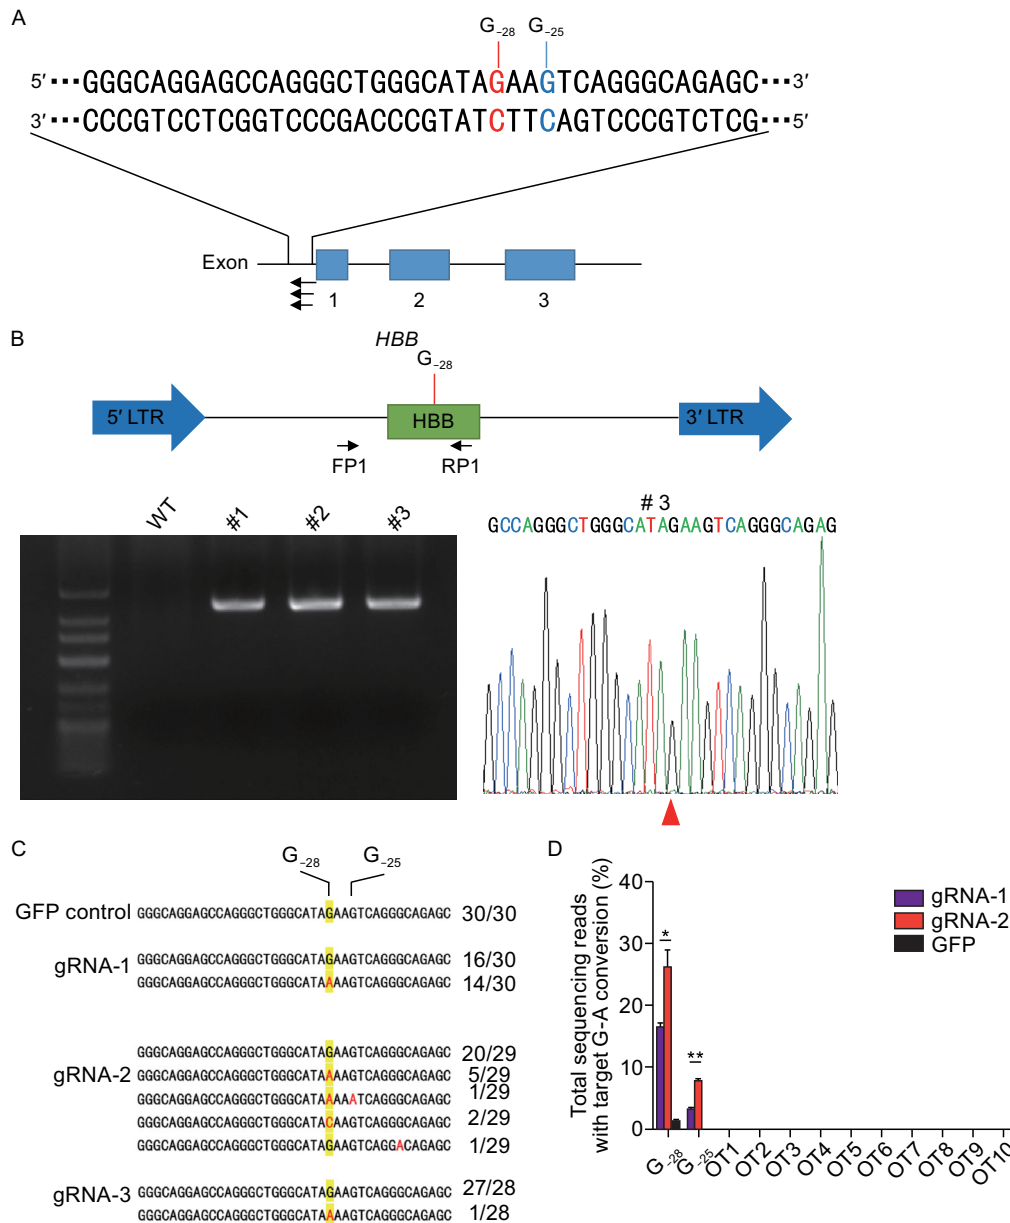 A
G₋₂₈ G₋₂₅
5′ ···GGGCAGGAGCCAGGGCTGGGCATAGAAGTCAGGGCAGAGC··· 3′
3′ ···CCCGTCCTCGGTCCCGACCCGTATCTTCAGTCCCGTCTCG··· 5′
Exon
1 2 3
B
HBB
G₋₂₈
5′ LTR HBB 3′ LTR
FP1 RP1
WT #1 #2 #3
# 3
GCCAGGGCTGGGCATAGAAGTCAGGGCAGAG
C
G₋₂₈ G₋₂₅
GFP control GGGCAGGAGCCAGGGCTGGGCATAGAAGTCAGGGCAGAGC 30/30
gRNA-1
GGGCAGGAGCCAGGGCTGGGCATAGAAGTCAGGGCAGAGC 16/30
GGGCAGGAGCCAGGGCTGGGCATAAAAGTCAGGGCAGAGC 14/30
gRNA-2
GGGCAGGAGCCAGGGCTGGGCATAGAAGTCAGGGCAGAGC 20/29
GGGCAGGAGCCAGGGCTGGGCATAAAAGTCAGGGCAGAGC 5/29
GGGCAGGAGCCAGGGCTGGGCATAAAAATCAGGGCAGAGC 1/29
GGGCAGGAGCCAGGGCTGGGCATACAAGTCAGGGCAGAGC 2/29
GGGCAGGAGCCAGGGCTGGGCATAGAAGTCAGGACAGAGC 1/29
gRNA-3
GGGCAGGAGCCAGGGCTGGGCATAGAAGTCAGGGCAGAGC 27/28
GGGCAGGAGCCAGGGCTGGGCATAAAAGTCAGGGCAGAGC 1/28
D
Total sequencing reads
with target G-A conversion (%)
40
30
20
10
0
*
**
gRNA-1
gRNA-2
GFP
G₋₂₈ G₋₂₅ OT1 OT2 OT3 OT4 OT5 OT6 OT7 OT8 OT9 OT10